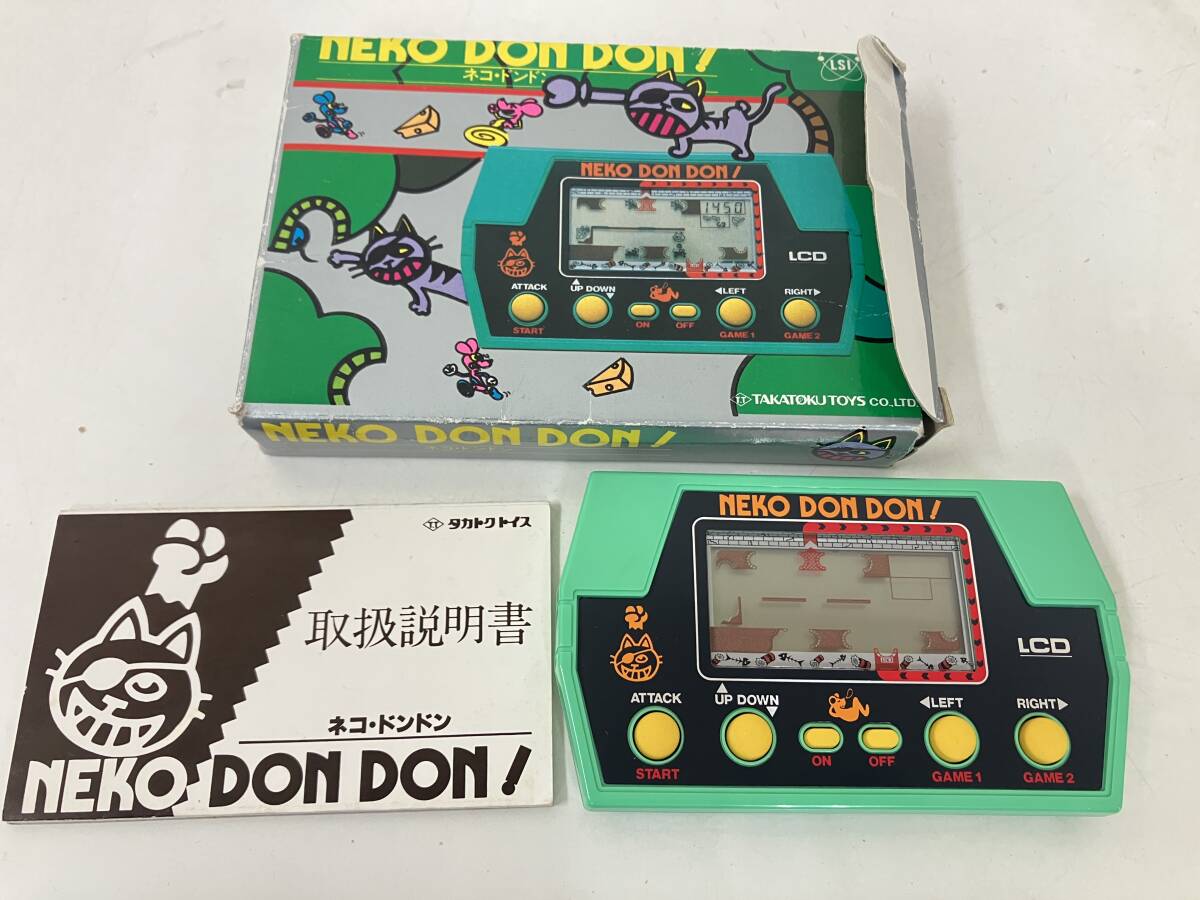 NEKO DON DON!
ネコ・ドンドン
LSI
NEKO DON DON!
1450
LCD
ATTACK
UP DOWN
◀LEFT
RIGHT▶
START
ON
OFF
GAME 1
GAME 2
TT TAKATOKU TOYS CO., LTD.
NEKO DON DON!
TT タカトクトイス
取扱説明書
ネコ・ドンドン
NEKO DON DON!
NEKO DON DON!
LCD
ATTACK
▲UP DOWN▼
◀LEFT
RIGHT▶
START
ON
OFF
GAME 1
GAME 2